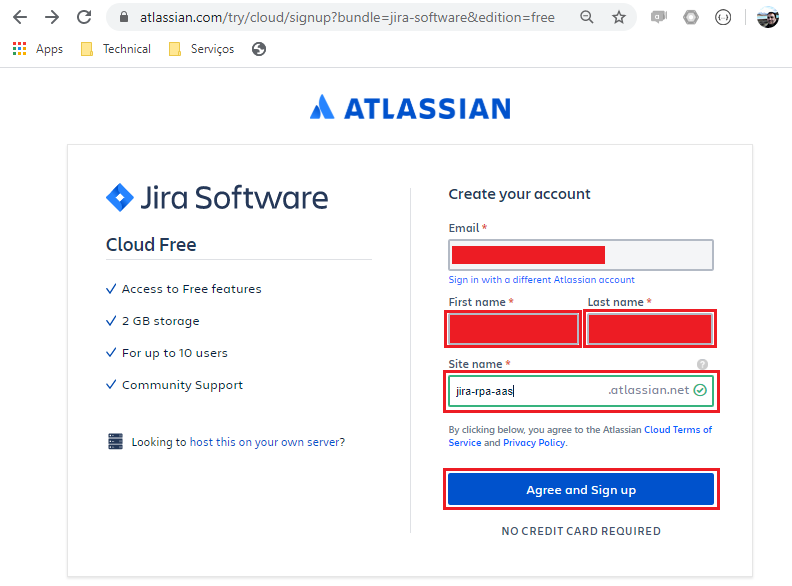 atlassian.com/try/cloud/signup?bundle=jira-software&edition=free
Apps Technical Serviços
ATLASSIAN
Jira Software
Cloud Free
Access to Free features
2 GB storage
For up to 10 users
Community Support
Looking to host this on your own server?
Create your account
Email *
Sign in with a different Atlassian account
First name * Last name *
Site name * ?
jira-rpa-aas .atlassian.net
By clicking below, you agree to the Atlassian Cloud Terms of
Service and Privacy Policy.
Agree and Sign up
NO CREDIT CARD REQUIRED